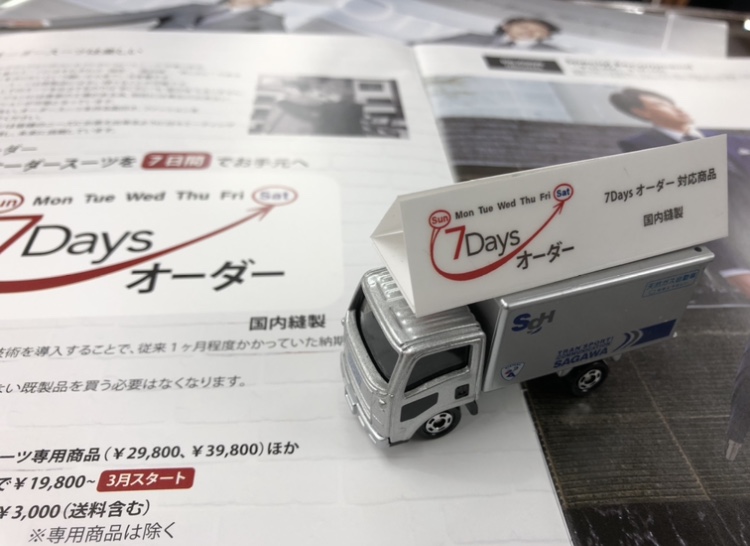 ーダースーツを 7日間 でお手元へ
Sun Mon Tue Wed Thu Fri Sat
7Days
オーダー
国内縫製
技術を導入することで、従来1ヶ月程度かかっていた納期
ない既製品を買う必要はなくなります。
ーツ専用商品(¥29,800、¥39,800)ほか
で¥19,800~ 3月スタート
¥3,000(送料含む)
※専用商品は除く
Sun Mon Tue Wed Thu Fri Sat
7Days
オーダー
7Days オーダー 対応商品
国内縫製
SgH
TRANSPORT
SAGAWA